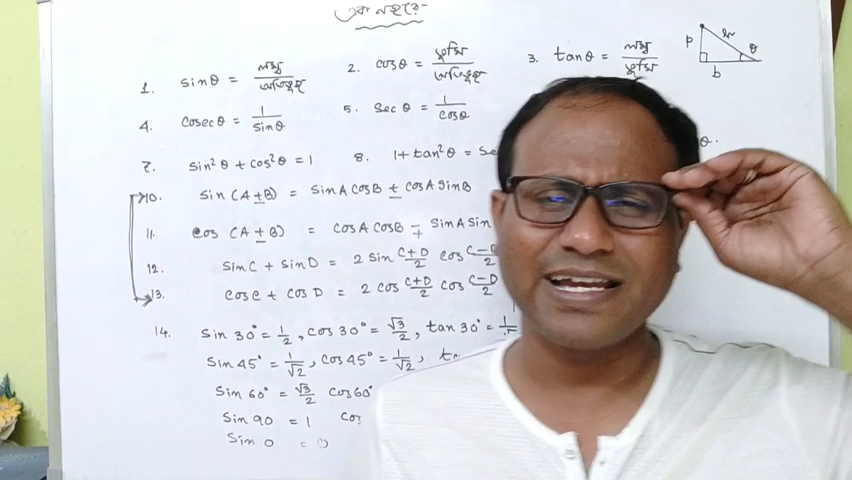 এক নজরে-
1. sinθ = লম্ব/অতিভুজ 2. cosθ = ভূমি/অতিভুজ 3. tanθ = লম্ব/ভূমি
P θ b
4. cosecθ = 1/sinθ 5. secθ = 1/cosθ
7. sin²θ + cos²θ = 1 8. 1 + tan²θ = Se θ.
10. sin (A ± B) = sinA cosB ± cosA sinB
11. cos (A ± B) = cosA cosB ∓ sinA sin
12. sinC + sinD = 2 sin (C+D)/2 cos (C-D)/2
13. cosC + cosD = 2 cos (C+D)/2 cos (C-D)/2
14. sin 30° = 1/2, cos 30° = √3/2, tan 30° =
sin 45° = 1/√2, cos 45° = 1/√2,
sin 60° = √3/2 cos 60°
sin 90 = 1 cos
sin 0 = 0